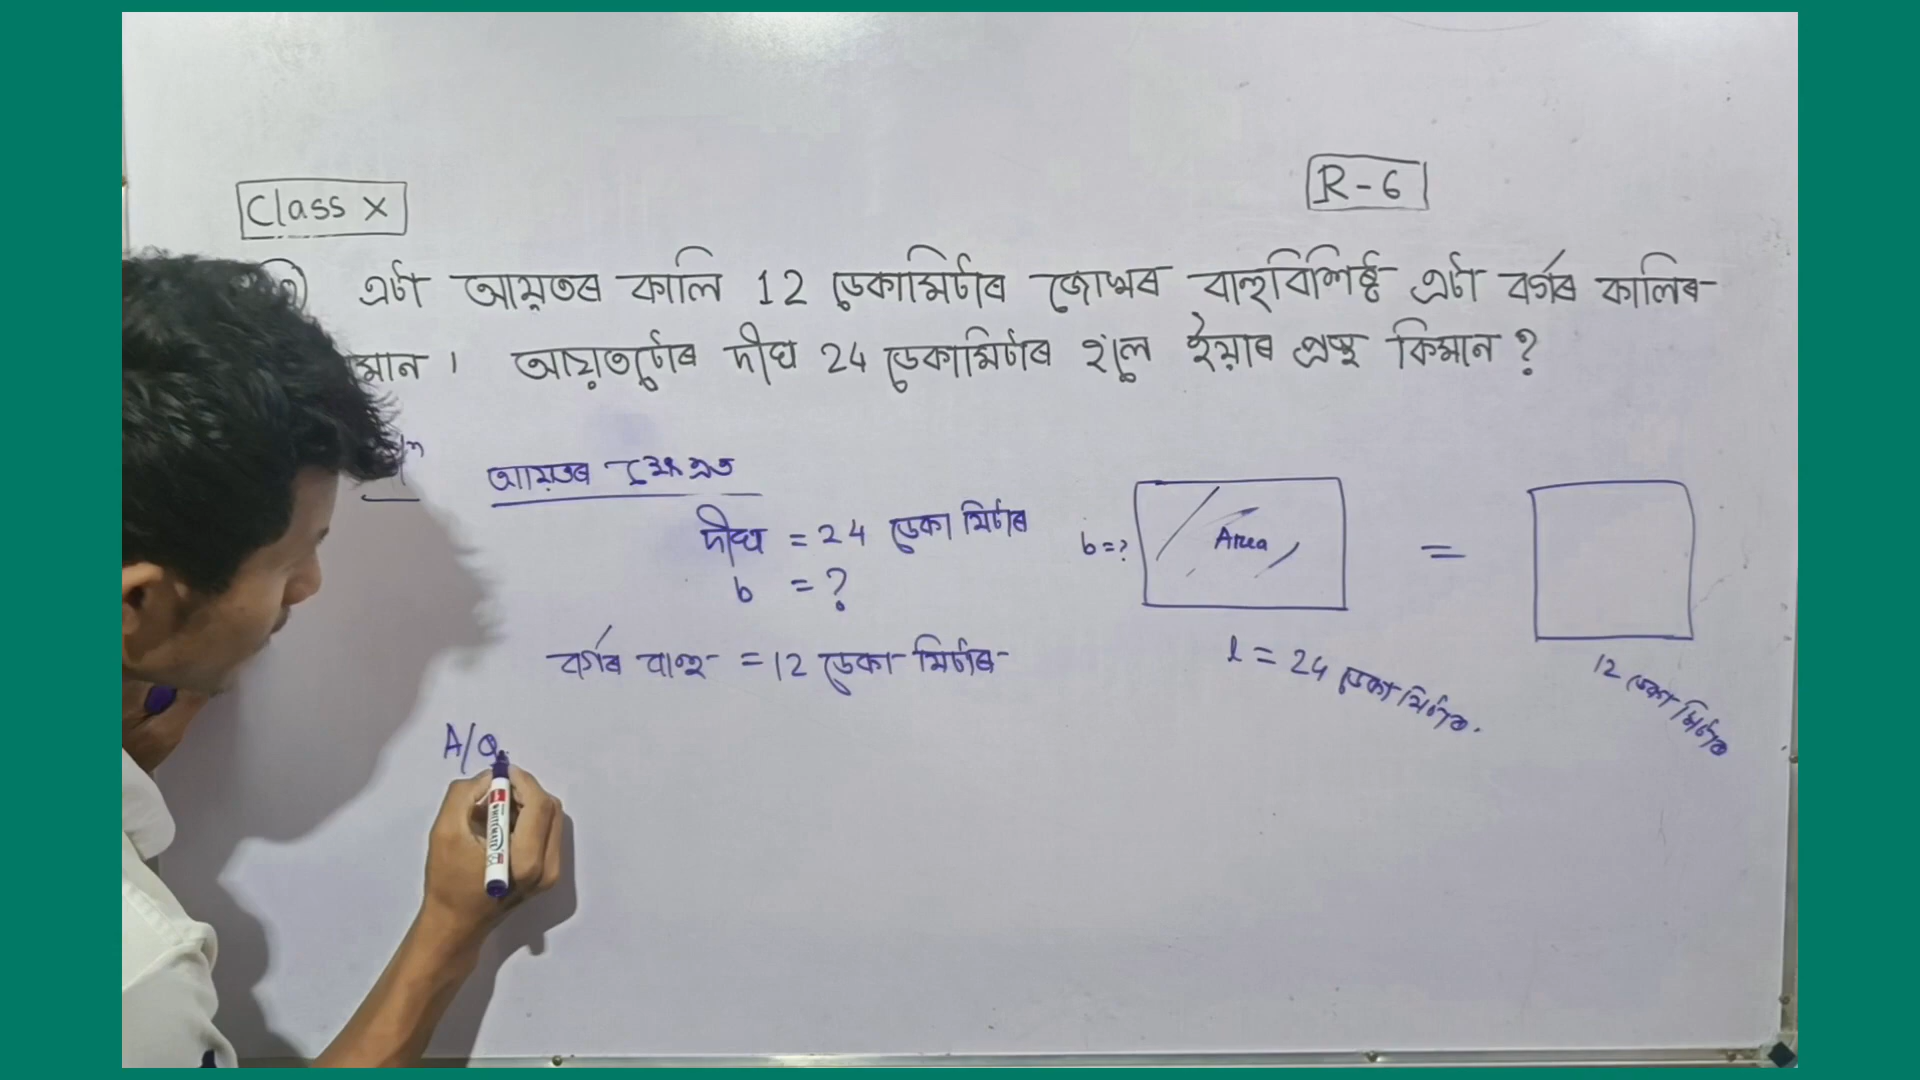 Class X
R-6
এটা আয়তৰ কালি 12 ডেকামিটাৰ জোখৰ বাহুবিশিষ্ট এটা বৰ্গৰ কালিৰ
মান । আয়তটোৰ দীঘ 24 ডেকামিটাৰ হ'লে ইয়াৰ প্ৰস্থ কিমান ?
আয়তৰ ক্ষেত্ৰত
দীঘ = 24 ডেকা মিটাৰ
b = ?
বৰ্গৰ বাহু = 12 ডেকা মিটাৰ
b = ?
Area
=
l = 24 ডেকা মিটাৰ.
12 ডেকা মিটাৰ
A/Q
WHITEMATE